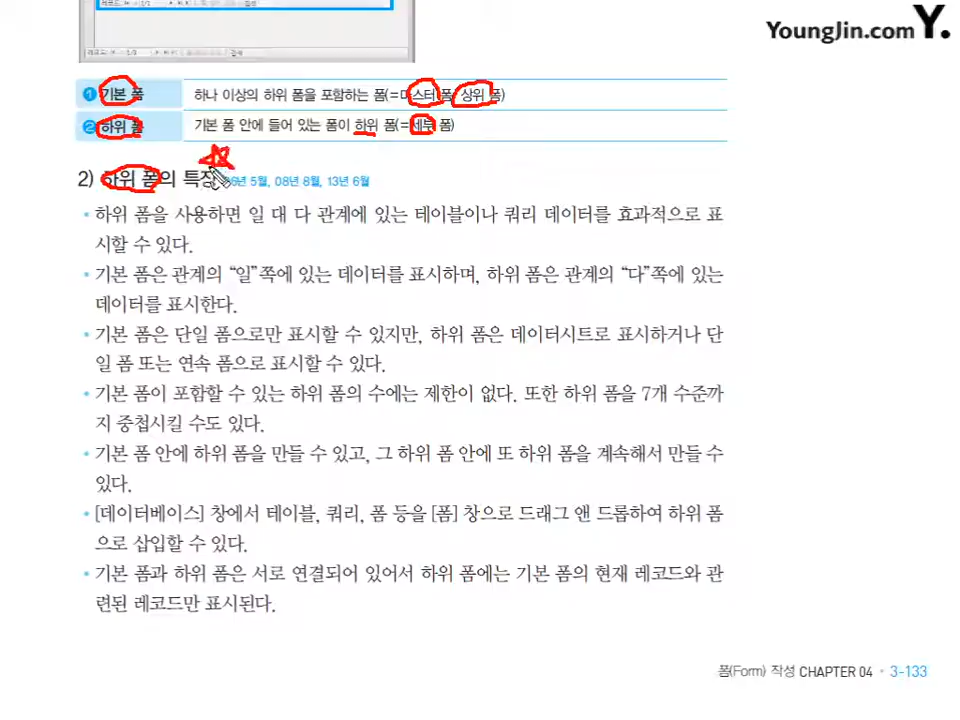 YoungJin.com Y.
레코드: 1/2 검색
레코드: 1/9 검색
❶ 기본 폼 하나 이상의 하위 폼을 포함하는 폼(=마스터 폼, 상위 폼)
❷ 하위 폼 기본 폼 안에 들어 있는 폼이 하위 폼(=세부 폼)
2) 하위 폼의 특징 06년 5월, 08년 8월, 13년 6월
• 하위 폼을 사용하면 일 대 다 관계에 있는 테이블이나 쿼리 데이터를 효과적으로 표
시할 수 있다.
• 기본 폼은 관계의 “일”쪽에 있는 데이터를 표시하며, 하위 폼은 관계의 “다”쪽에 있는
데이터를 표시한다.
• 기본 폼은 단일 폼으로만 표시할 수 있지만, 하위 폼은 데이터시트로 표시하거나 단
일 폼 또는 연속 폼으로 표시할 수 있다.
• 기본 폼이 포함할 수 있는 하위 폼의 수에는 제한이 없다. 또한 하위 폼을 7개 수준까
지 중첩시킬 수도 있다.
• 기본 폼 안에 하위 폼을 만들 수 있고, 그 하위 폼 안에 또 하위 폼을 계속해서 만들 수
있다.
• [데이터베이스] 창에서 테이블, 쿼리, 폼 등을 [폼] 창으로 드래그 앤 드롭하여 하위 폼
으로 삽입할 수 있다.
• 기본 폼과 하위 폼은 서로 연결되어 있어서 하위 폼에는 기본 폼의 현재 레코드와 관
련된 레코드만 표시된다.
폼(Form) 작성 CHAPTER 04 • 3-133